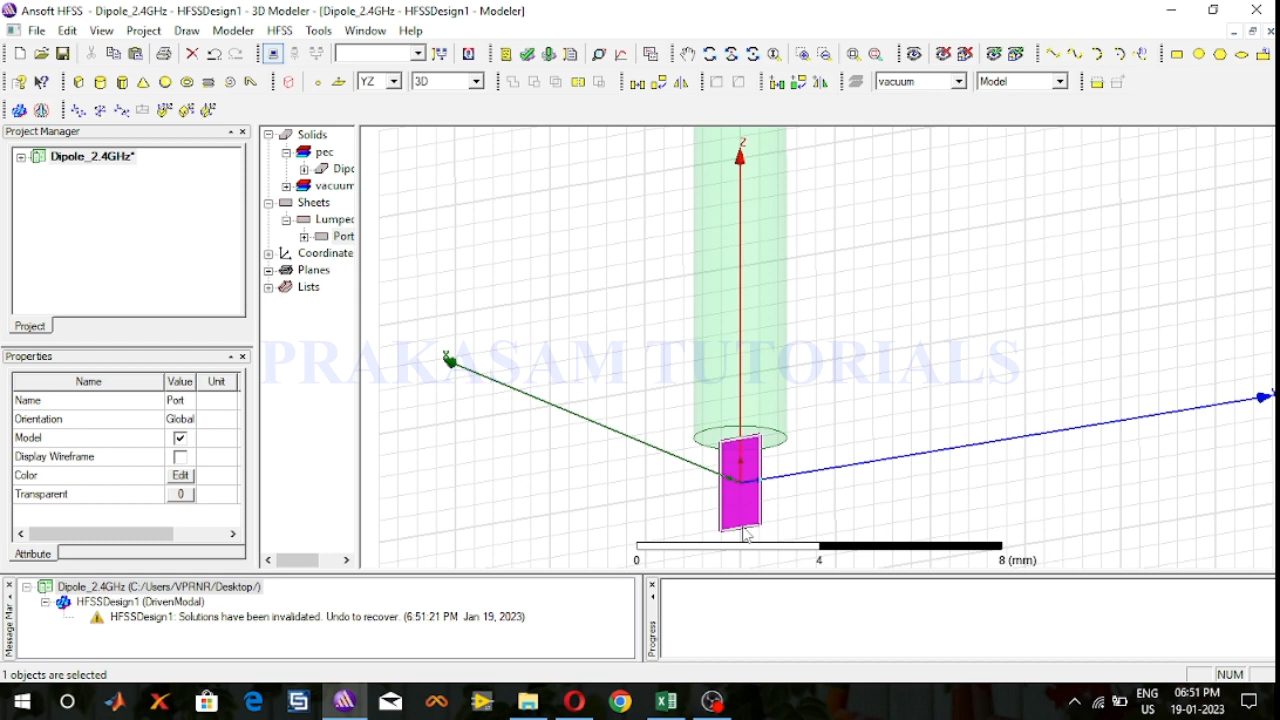 Ansoft HFSS - Dipole_2.4GHz - HFSSDesign1 - 3D Modeler - [Dipole_2.4GHz - HFSSDesign1 - Modeler]
File Edit View Project Draw Modeler HFSS Tools Window Help
YZ 3D vacuum Model
Project Manager
Dipole_2.4GHz*
Project
Properties
Name Value Unit
Name Port
Orientation Global
Model
Display Wireframe
Color Edit
Transparent 0
Attribute
Solids
pec
Dipo
vacuum
Sheets
Lumped
Port
Coordinate
Planes
Lists
Z
X
PRAKASAM TUTORIALS
0 4 8 (mm)
Message Mar
Dipole_2.4GHz (C:/Users/VPRNR/Desktop/)
HFSSDesign1 (DrivenModal)
HFSSDesign1: Solutions have been invalidated. Undo to recover. (6:51:21 PM Jan 19, 2023)
Progress
1 objects are selected
NUM
ENG 06:51 PM
US 19-01-2023